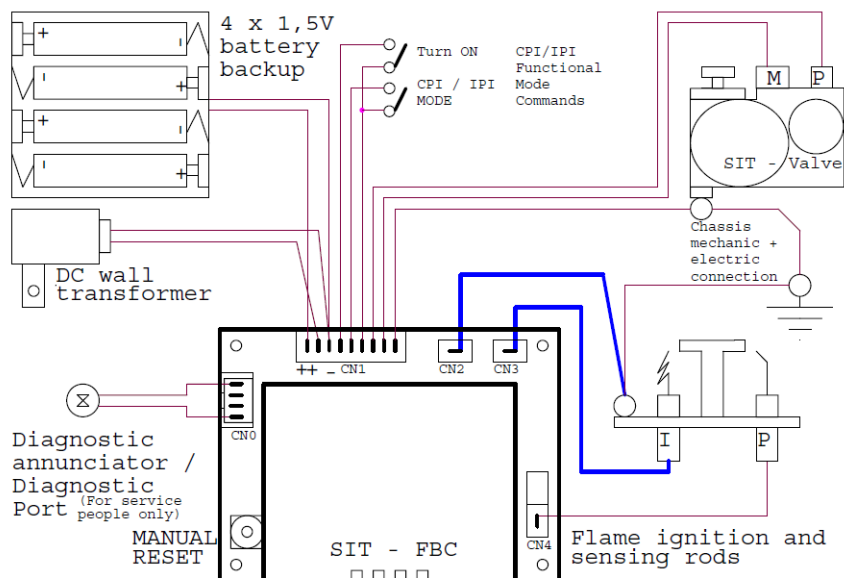 4 x 1,5V
battery
backup
+ -
- +
+ -
- +
Turn ON
CPI / IPI
MODE
CPI/IPI
Functional
Mode
Commands
M P
SIT - Valve
Chassis
mechanic +
electric
connection
DC wall
transformer
++ - CN1 CN2 CN3
CN0
Diagnostic
annunciator /
Diagnostic
Port (For service
people only)
MANUAL
RESET
SIT - FBC
CN4
I P
Flame ignition and
sensing rods